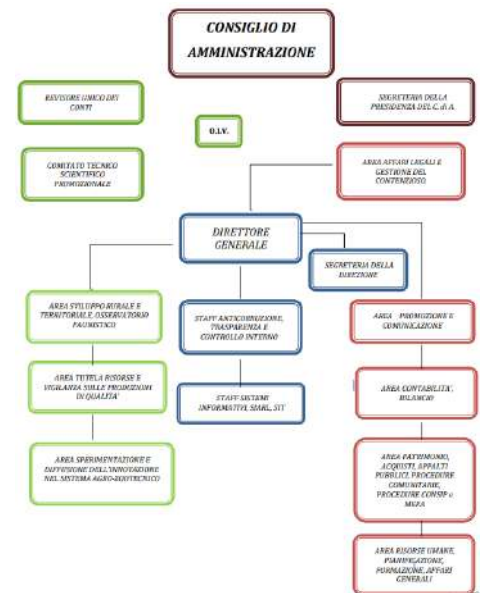 CONSIGLIO DI
AMMINISTRAZIONE
REVISORE UNICO DEI
CONTI
SEGRETERIA DELLA
PRESIDENZA DEL C. di A.
O.I.V.
COMITATO TECNICO
SCIENTIFICO
PROMOZIONALE
AREA AFFARI LEGALI E
GESTIONE DEL
CONTENZIOSO
DIRETTORE
GENERALE
SEGRETERIA DELLA
DIREZIONE
AREA SVILUPPO RURALE E
TERRITORIALE, OSSERVATORIO
FAUNISTICO
STAFF ANTICORRUZIONE,
TRASPARENZA E
CONTROLLO INTERNO
AREA PROMOZIONE E
COMUNICAZIONE
AREA TUTELA RISORSE E
VIGILANZA SULLE PRODUZIONI
DI QUALITA'
STAFF SISTEMI
INFORMATIVI, SIARL, SIT
AREA CONTABILITA',
BILANCIO
AREA SPERIMENTAZIONE E
DIFFUSIONE DELL'INNOVAZIONE
NEL SISTEMA AGRO-ZOOTECNICO
AREA PATRIMONIO,
ACQUISTI, APPALTI
PUBBLICI, PROCEDURE
COMUNITARIE,
PROCEDURE CONSIP e
MEPA
AREA RISORSE UMANE,
PIANIFICAZIONE,
FORMAZIONE, AFFARI
GENERALI